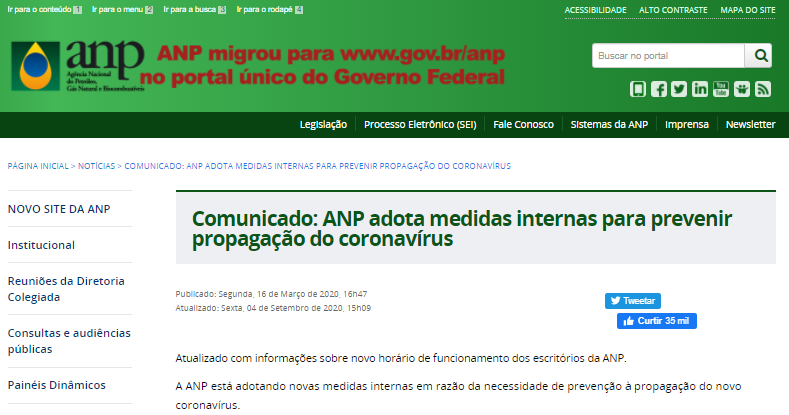 Ir para o conteúdo 1 Ir para o menu 2 Ir para a busca 3 Ir para o rodapé 4
ACESSIBILIDADE ALTO CONTRASTE MAPA DO SITE
anp
Agência Nacional
do Petróleo,
Gás Natural e Biocombustíveis
ANP migrou para www.gov.br/anp
no portal único do Governo Federal
Buscar no portal
You
Tube
Legislação Processo Eletrônico (SEI) Fale Conosco Sistemas da ANP Imprensa Newsletter
PÁGINA INICIAL > NOTÍCIAS > COMUNICADO: ANP ADOTA MEDIDAS INTERNAS PARA PREVENIR PROPAGAÇÃO DO CORONAVÍRUS
NOVO SITE DA ANP
Institucional
Reuniões da Diretoria
Colegiada
Consultas e audiências
públicas
Painéis Dinâmicos
Comunicado: ANP adota medidas internas para prevenir
propagação do coronavírus
Publicado: Segunda, 16 de Março de 2020, 16h47
Atualizado: Sexta, 04 de Setembro de 2020, 15h09
Tweetar
Curtir 35 mil
Atualizado com informações sobre novo horário de funcionamento dos escritórios da ANP.
A ANP está adotando novas medidas internas em razão da necessidade de prevenção à propagação do novo
coronavírus.